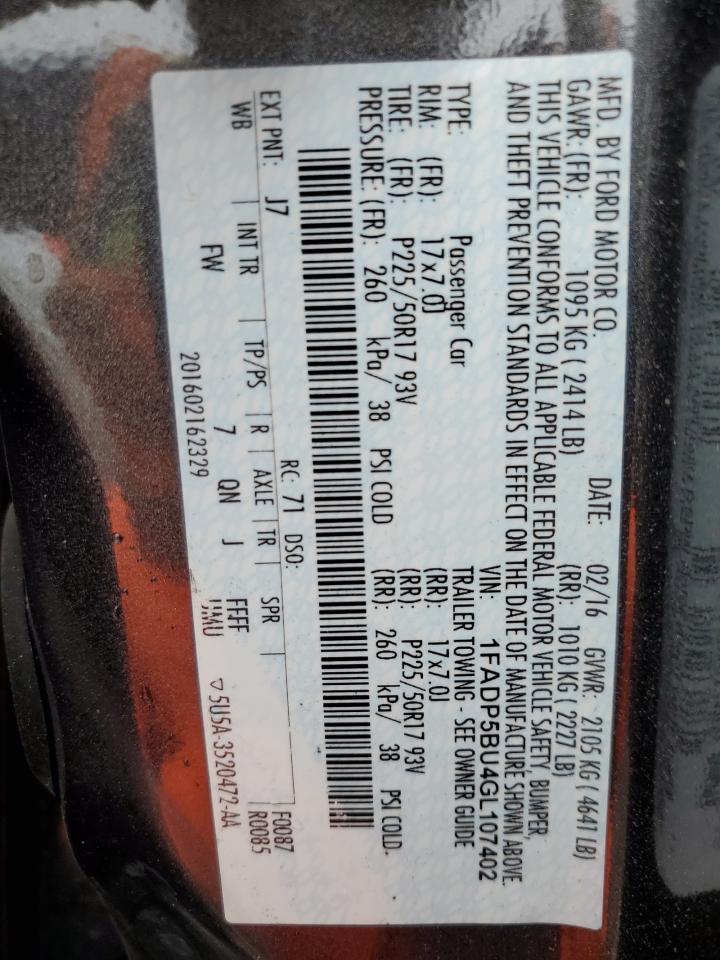 MFD. BY FORD MOTOR CO. DATE: 02/16 GVWR: 2105 KG ( 4641 LB)
GAWR: (FR): 1095 KG ( 2414 LB) (RR): 1010 KG ( 2227 LB)
THIS VEHICLE CONFORMS TO ALL APPLICABLE FEDERAL MOTOR VEHICLE SAFETY, BUMPER,
AND THEFT PREVENTION STANDARDS IN EFFECT ON THE DATE OF MANUFACTURE SHOWN ABOVE.
VIN: 1FADP5BU4GL107402
TYPE: Passenger Car TRAILER TOWING - SEE OWNER GUIDE
RIM: (FR): 17x7.0J (RR): 17x7.0J
TIRE: (FR): P225/50R17 93V (RR): P225/50R17 93V
PRESSURE: (FR): 260 kPa/ 38 PSI COLD (RR): 260 kPa/ 38 PSI COLD.
EXT PNT: J7 RC: 71 DSO: F0087
WB INT TR TP/PS R AXLE TR SPR R0085
FW 7 QN J FFFF
UMU
201602162329 ▽5U5A-3520472-AA